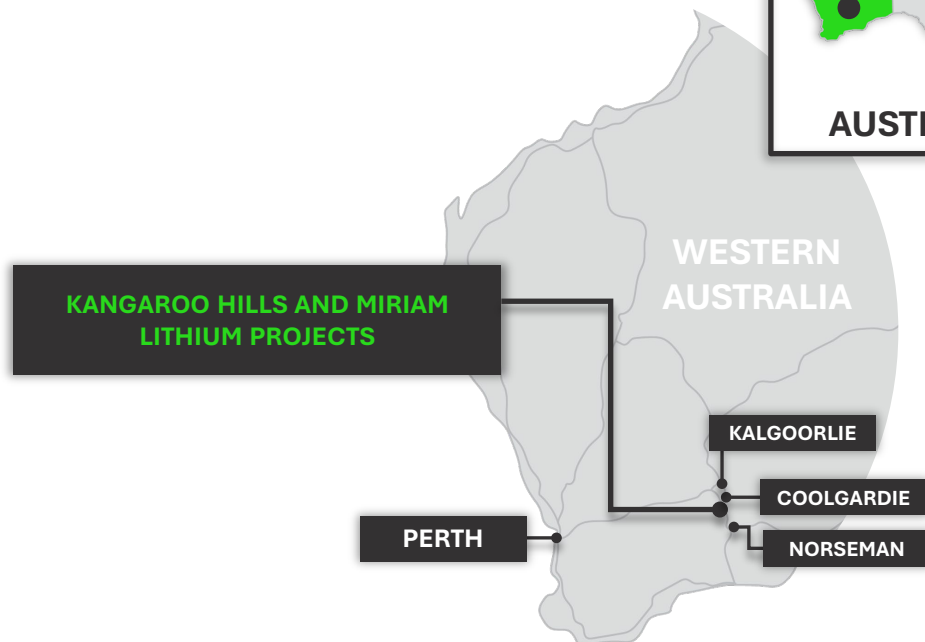 AUST
WESTERN
AUSTRALIA
KANGAROO HILLS AND MIRIAM
LITHIUM PROJECTS
KALGOORLIE
COOLGARDIE
PERTH
NORSEMAN